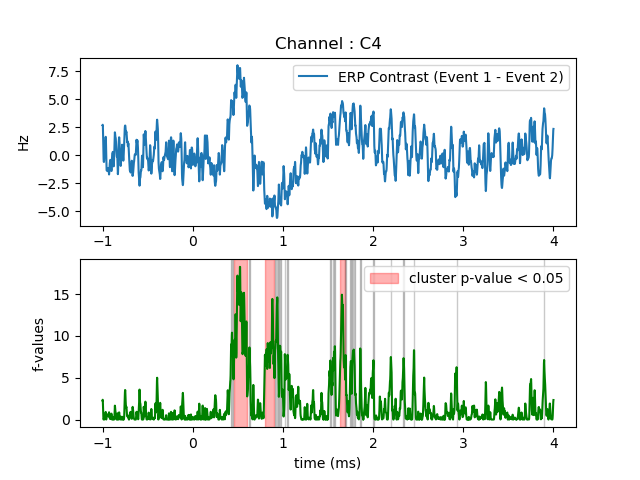 Channel : C4
7.5
5.0
2.5
0.0
−2.5
−5.0
Hz
ERP Contrast (Event 1 - Event 2)
−1 0 1 2 3 4
15
10
5
0
f-values
cluster p-value < 0.05
−1 0 1 2 3 4
time (ms)